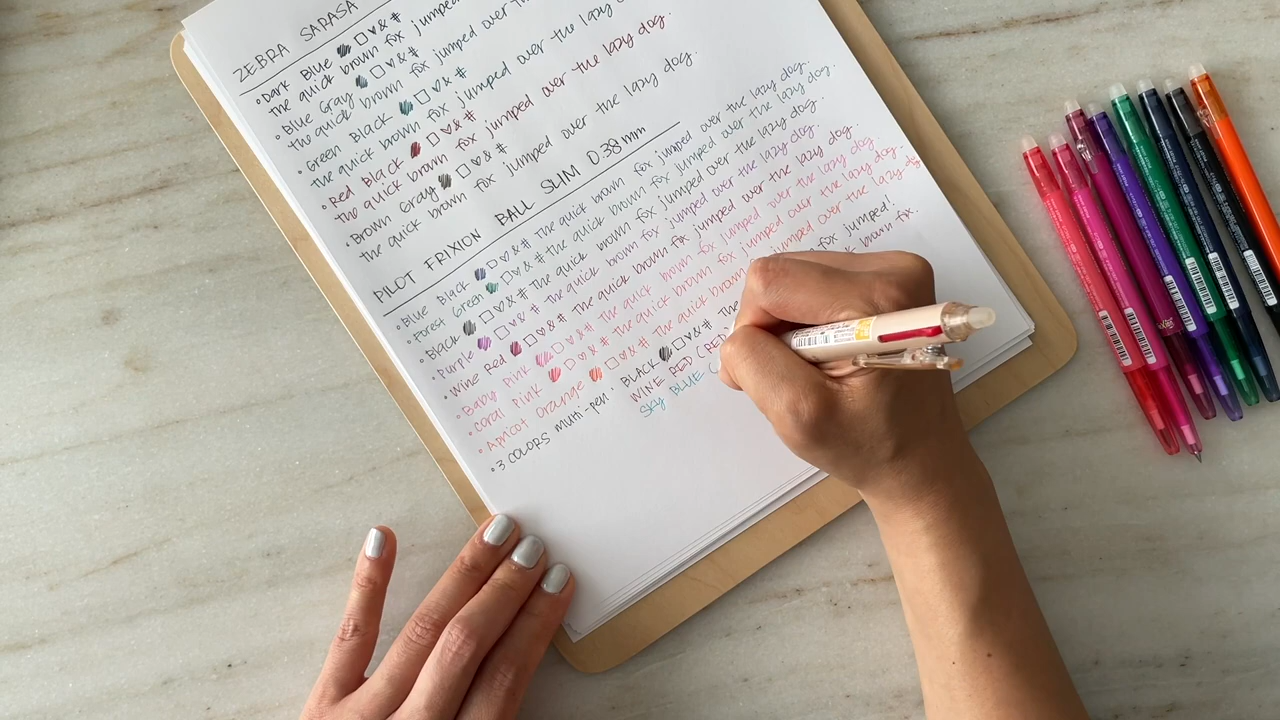 ZEBRA SARASA
• Dark Blue □♡&#
the quick brown fox jumped
• Blue Gray □♡&#
the quick brown fox jumped over the
• Green Black □♡&#
the quick brown fox jumped over the lazy
• Red Black □♡&#
the quick brown fox jumped over the lazy dog.
• Brown Gray □♡&#
the quick brown fox jumped over the lazy dog.
PILOT FRIXION BALL SLIM 0.38mm
• Blue Black □♡&# the quick brown fox jumped over the lazy dog.
• Forest Green □♡&# the quick brown fox jumped over the lazy dog.
• Black □♡&# the quick brown fox jumped over the lazy dog.
• Purple □♡&# the quick brown fox jumped over the lazy dog.
• Wine Red □♡&# the quick brown fox jumped over the lazy dog.
• Baby Pink □♡&# the quick brown fox jumped over the lazy dog.
• Coral Pink □♡&# the quick brown fox jumped over the lazy dog.
• Apricot Orange □♡&# the quick brown fox jumped over the lazy
• 3 COLORS multi-pen: BLACK □♡&# The fox jumped!
WINE RED brown fox.
SKY BLUE